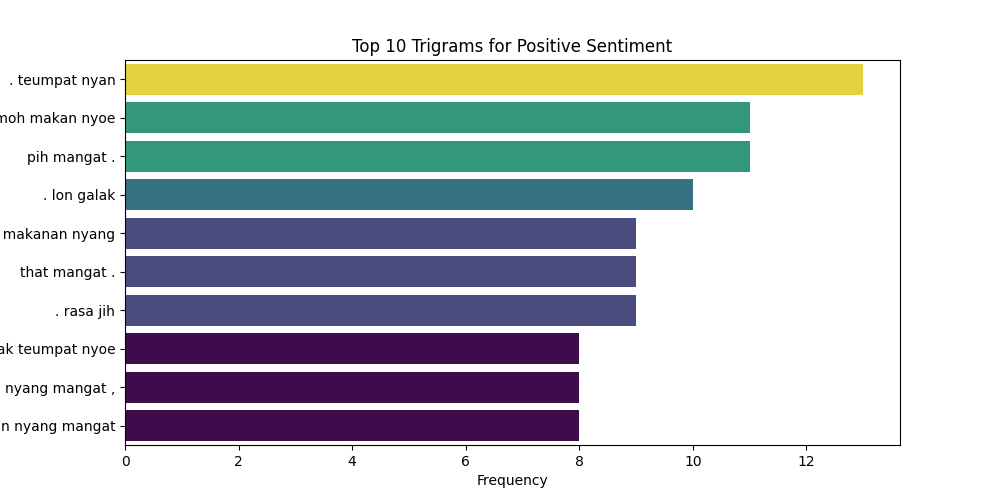 Top 10 Trigrams for Positive Sentiment
. teumpat nyan
makan nyoe
pih mangat .
. lon galak
makanan nyang
that mangat .
. rasa jih
teumpat nyoe
nyang mangat ,
nyang mangat
0 2 4 6 8 10 12
Frequency